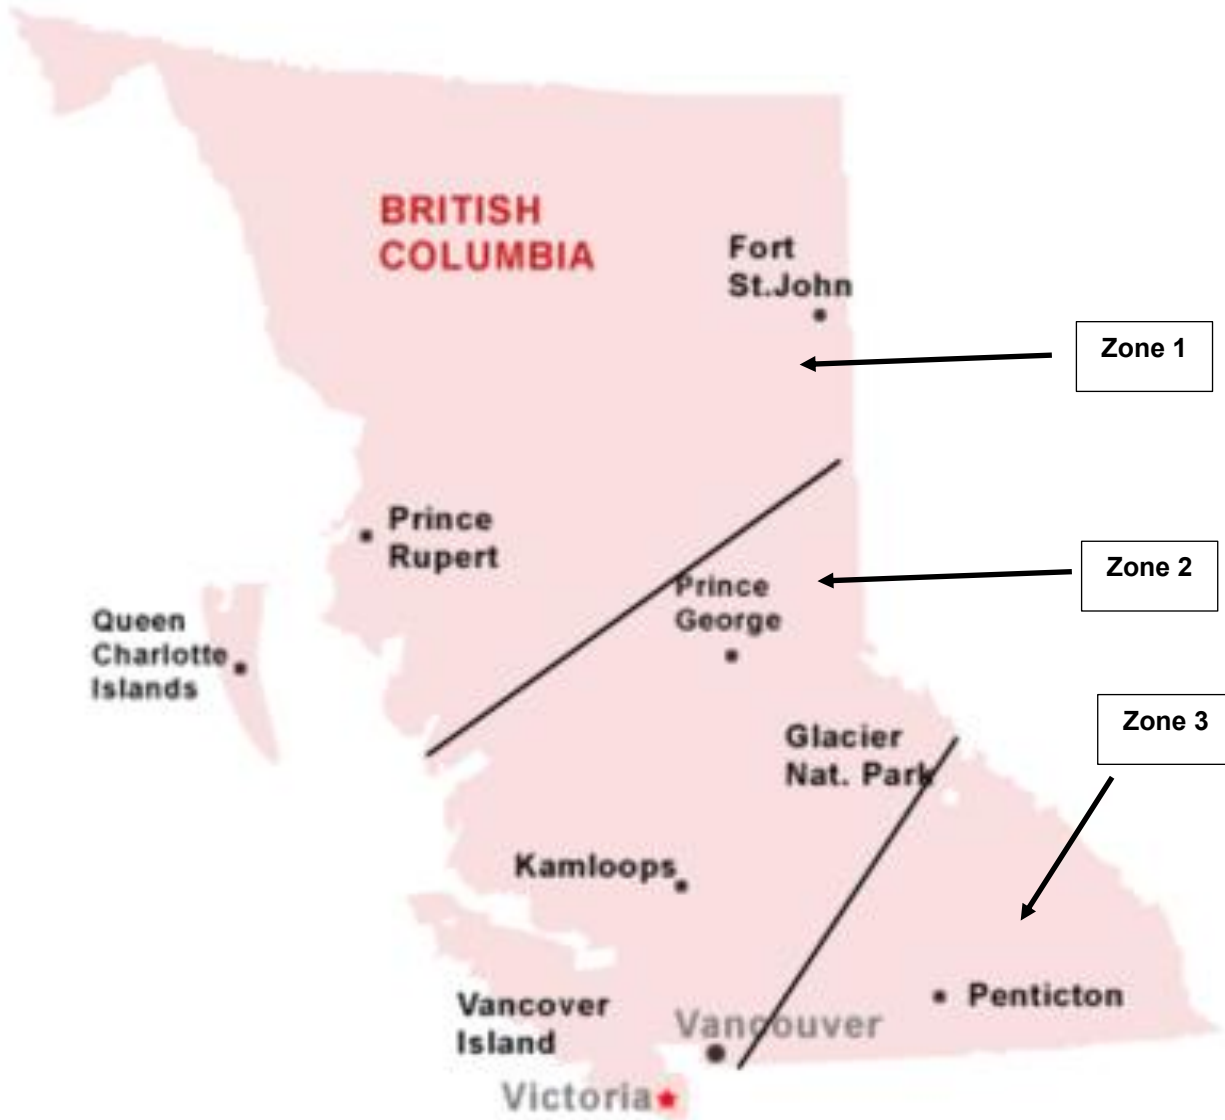 BRITISH
COLUMBIA
Fort
St.John
Zone 1
Prince
Rupert
Zone 2
Prince
George
Queen
Charlotte
Islands
Zone 3
Glacier
Nat. Park
Kamloops
Vancover
Island
Penticton
Vancouver
Victoria